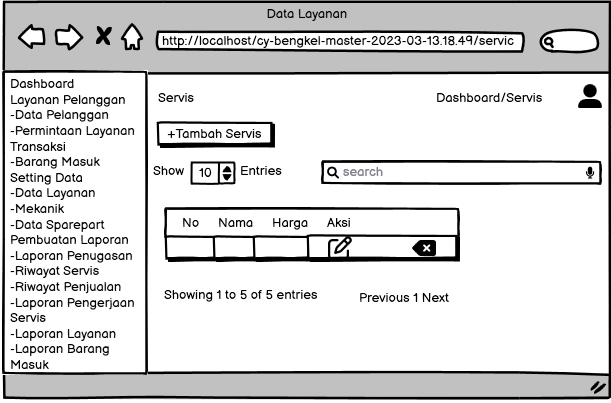 Data Layanan
http://localhost/cy-bengkel-master-2023-03-13.18.49/servic
Dashboard
Layanan Pelanggan
-Data Pelanggan
-Permintaan Layanan
Transaksi
-Barang Masuk
Setting Data
-Data Layanan
-Mekanik
-Data Sparepart
Pembuatan Laporan
-Laporan Penugasan
-Riwayat Servis
-Riwayat Penjualan
-Laporan Pengerjaan
Servis
-Laporan Layanan
-Laporan Barang
Masuk
Servis Dashboard/Servis
+Tambah Servis
Show 10 Entries search
No Nama Harga Aksi
Showing 1 to 5 of 5 entries Previous 1 Next